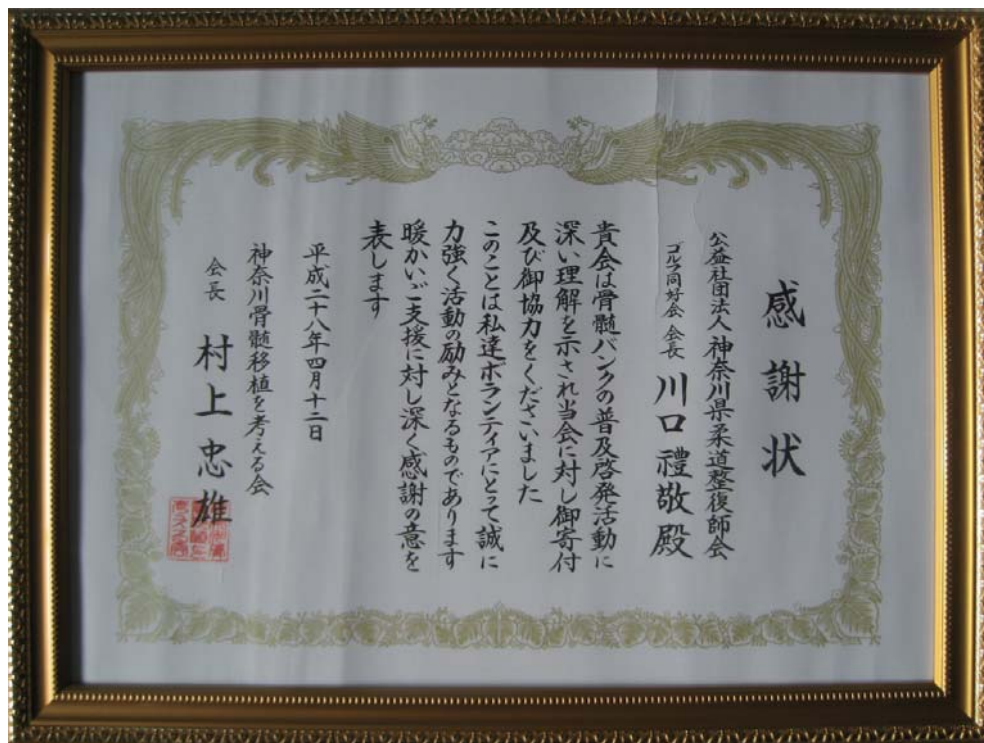 感謝状
公益社団法人神奈川県柔道整復師会
ゴルフ同好会 会長 川口禮敬殿
貴会は骨髄バンクの普及啓発活動に
深い理解を示され当会に対し御寄付
及び御協力をくださいました
このことは私達ボランティアにとって誠に
力強く活動の励みとなるものであります
暖かいご支援に対し深く感謝の意を
表します
平成二十八年四月十二日
神奈川骨髄移植を考える会
会長 村上忠雄